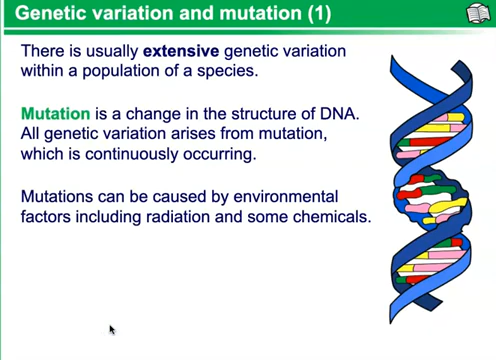 Genetic variation and mutation (1)
There is usually extensive genetic variation
within a population of a species.
Mutation is a change in the structure of DNA.
All genetic variation arises from mutation,
which is continuously occurring.
Mutations can be caused by environmental
factors including radiation and some chemicals.